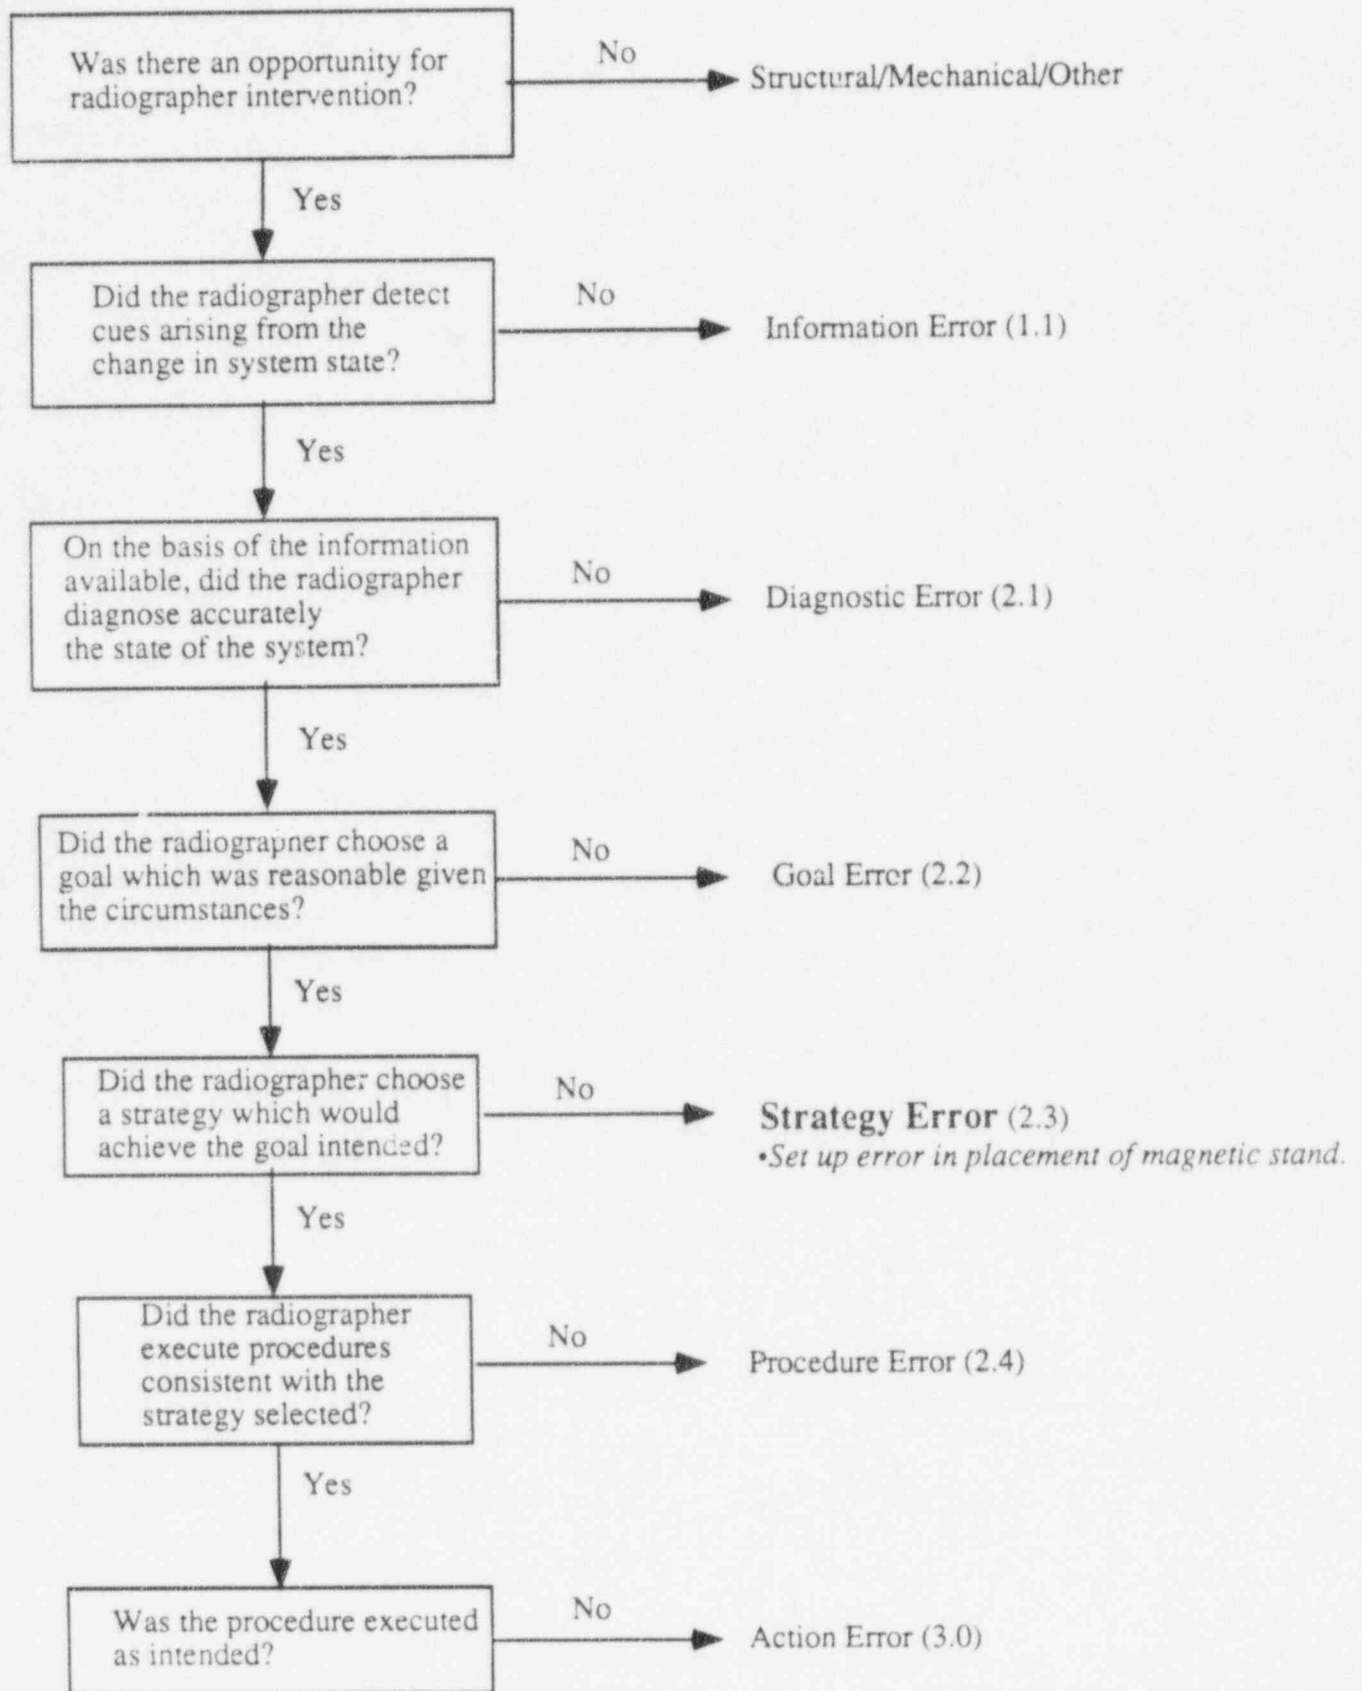 Was there an opportunity for
radiographer intervention?
No
Structural/Mechanical/Other
Yes
Did the radiographer detect
cues arising from the
change in system state?
No
Information Error (1.1)
Yes
On the basis of the information
available, did the radiographer
diagnose accurately
the state of the system?
No
Diagnostic Error (2.1)
Yes
Did the radiographer choose a
goal which was reasonable given
the circumstances?
No
Goal Error (2.2)
Yes
Did the radiographer choose
a strategy which would
achieve the goal intended?
No
Strategy Error (2.3)
•Set up error in placement of magnetic stand.
Yes
Did the radiographer
execute procedures
consistent with the
strategy selected?
No
Procedure Error (2.4)
Yes
Was the procedure executed
as intended?
No
Action Error (3.0)